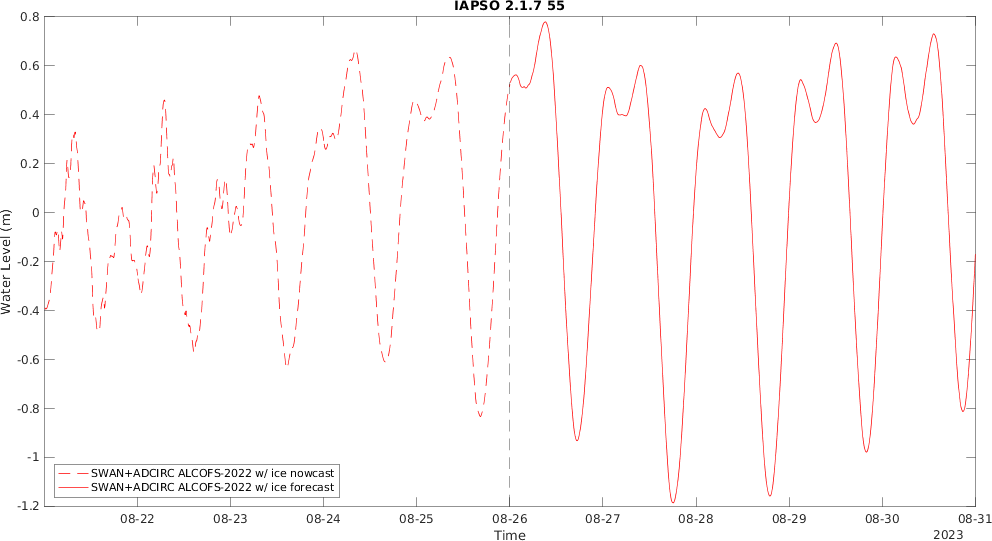 IAPSO 2.1.7 55
0.8
0.6
0.4
0.2
0
-0.2
-0.4
-0.6
-0.8
-1
-1.2
Water Level (m)
SWAN+ADCIRC ALCOFS-2022 w/ ice nowcast
SWAN+ADCIRC ALCOFS-2022 w/ ice forecast
08-22 08-23 08-24 08-25 08-26 08-27 08-28 08-29 08-30 08-31
Time
2023